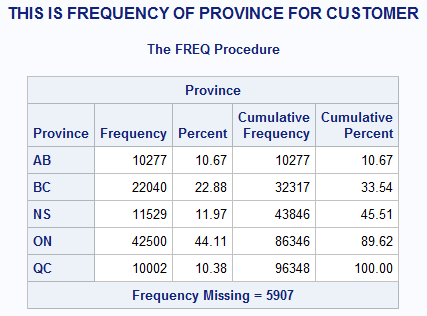 THIS IS FREQUENCY OF PROVINCE FOR CUSTOMER
The FREQ Procedure
Province
Province Frequency Percent Cumulative Frequency Cumulative Percent
AB 10277 10.67 10277 10.67
BC 22040 22.88 32317 33.54
NS 11529 11.97 43846 45.51
ON 42500 44.11 86346 89.62
QC 10002 10.38 96348 100.00
Frequency Missing = 5907